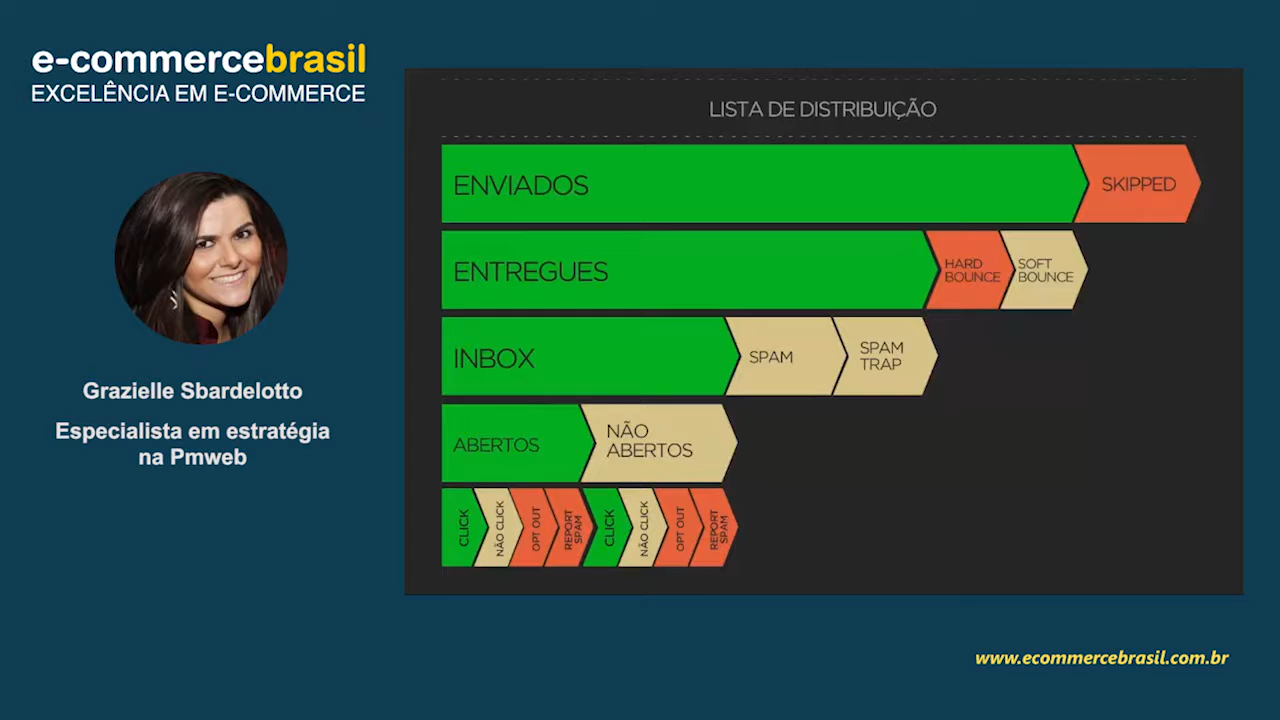 e-commercebrasil
EXCELÊNCIA EM E-COMMERCE
Grazielle Sbardelotto
Especialista em estratégia
na Pmweb
LISTA DE DISTRIBUIÇÃO
ENVIADOS
SKIPPED
ENTREGUES
HARD
BOUNCE
SOFT
BOUNCE
INBOX
SPAM
SPAM
TRAP
ABERTOS
NÃO
ABERTOS
CLICK
NÃO CLICK
OPT OUT
REPORT
SPAM
CLICK
NÃO CLICK
OPT OUT
REPORT
SPAM
www.ecommercebrasil.com.br